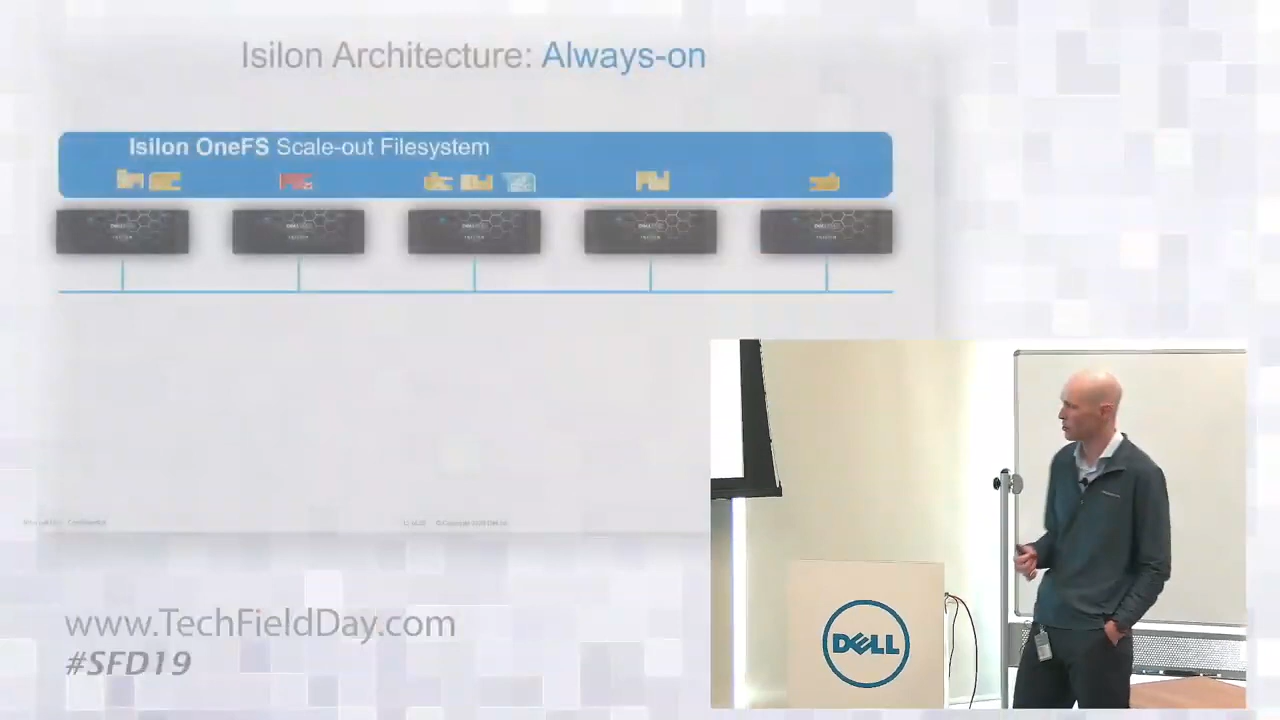 Isilon Architecture: Always-on
Isilon OneFS Scale-out Filesystem
DELL
www.TechFieldDay.com
#SFD19